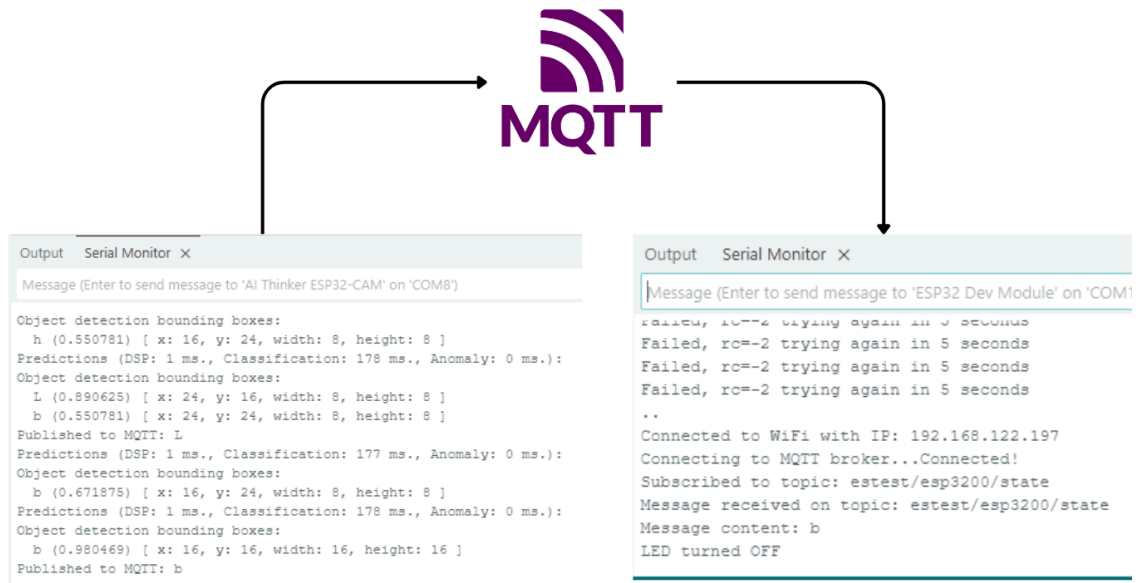 MQTT
Output Serial Monitor ×
Message (Enter to send message to 'AI Thinker ESP32-CAM' on 'COM8')
Object detection bounding boxes:
h (0.550781) [ x: 16, y: 24, width: 8, height: 8 ]
Predictions (DSP: 1 ms., Classification: 178 ms., Anomaly: 0 ms.):
Object detection bounding boxes:
L (0.890625) [ x: 24, y: 16, width: 8, height: 8 ]
b (0.550781) [ x: 24, y: 24, width: 8, height: 8 ]
Published to MQTT: L
Predictions (DSP: 1 ms., Classification: 177 ms., Anomaly: 0 ms.):
Object detection bounding boxes:
b (0.671875) [ x: 16, y: 24, width: 8, height: 8 ]
Predictions (DSP: 1 ms., Classification: 178 ms., Anomaly: 0 ms.):
Object detection bounding boxes:
b (0.980469) [ x: 16, y: 16, width: 16, height: 16 ]
Published to MQTT: b
Output Serial Monitor ×
Message (Enter to send message to 'ESP32 Dev Module' on 'COM1
Failed, rc=-2 trying again in 5 seconds
Failed, rc=-2 trying again in 5 seconds
Failed, rc=-2 trying again in 5 seconds
Failed, rc=-2 trying again in 5 seconds
..
Connected to WiFi with IP: 192.168.122.197
Connecting to MQTT broker...Connected!
Subscribed to topic: estest/esp3200/state
Message received on topic: estest/esp3200/state
Message content: b
LED turned OFF